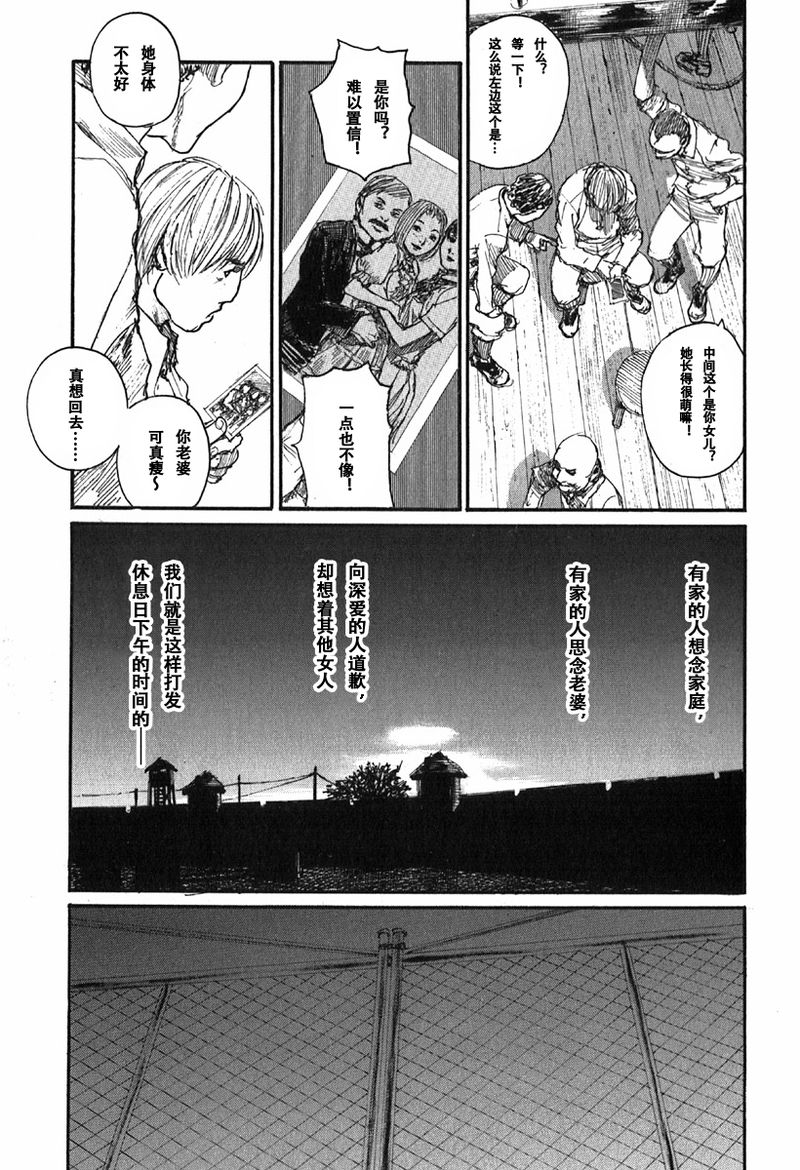 什么？
等一下！
这么说左边这个是…
中间这个是你女儿？
她长得很萌嘛！
是你吗？
难以置信！
一点也不像！
她身体
不太好
你老婆
可真瘦～
真想回去……
有家的人想念家庭，
有家的人思念老婆，
向深爱的人道歉，
却想着其他女人
我们就是这样打发
休息日下午的时间的——